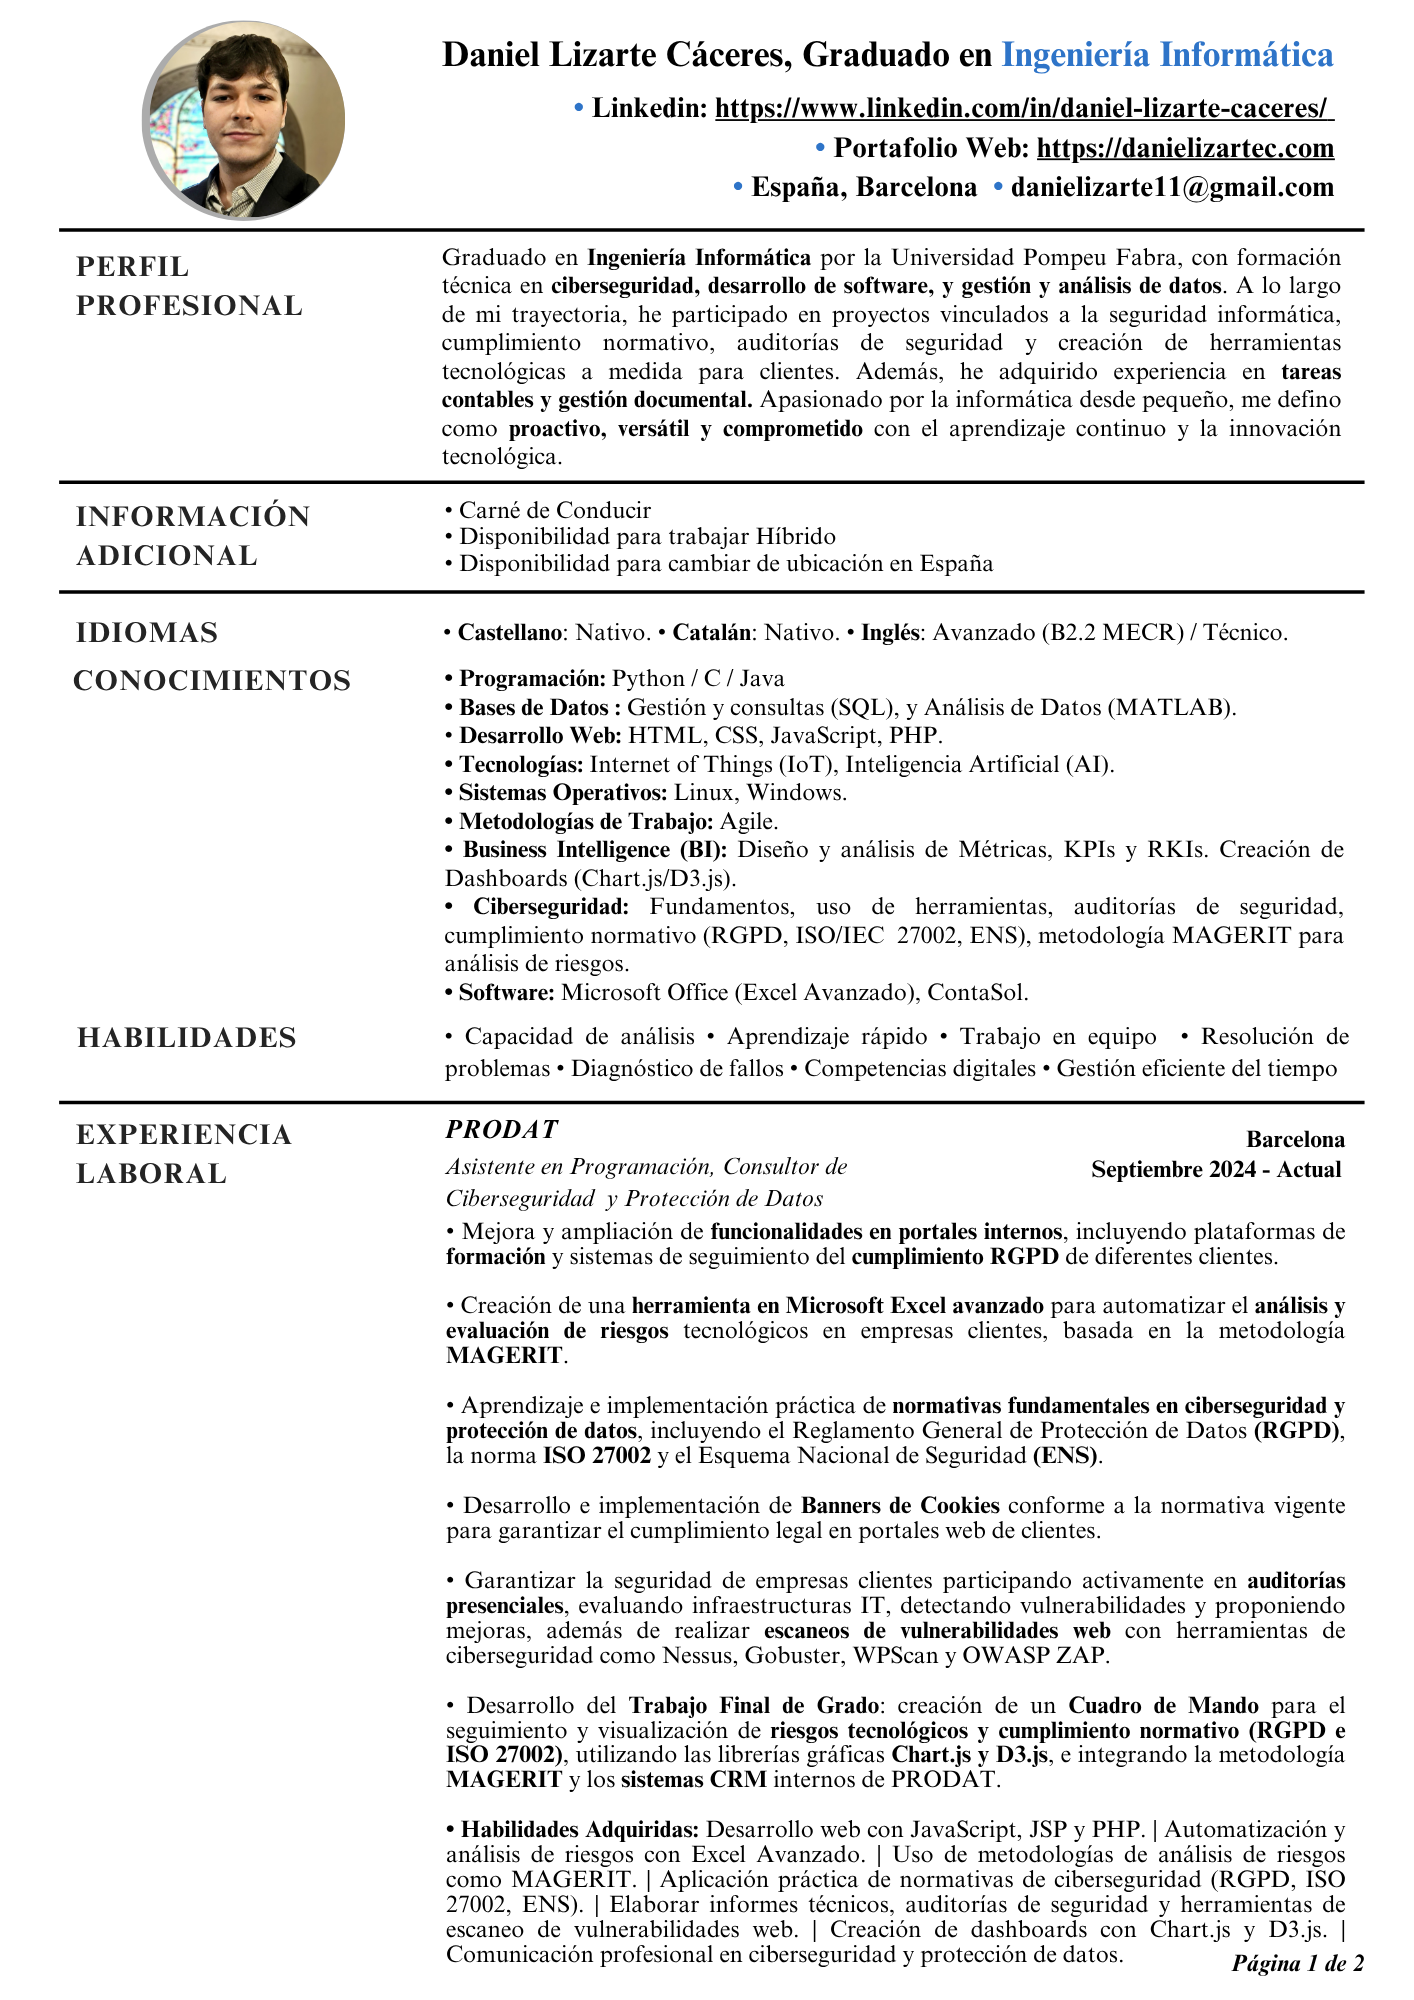 Daniel Lizarte Cáceres, Graduado en Ingeniería Informática
• Linkedin: https://www.linkedin.com/in/daniel-lizarte-caceres/
• Portafolio Web: https://danielizartec.com
• España, Barcelona • danielizarte11@gmail.com
PERFIL
PROFESIONAL
Graduado en Ingeniería Informática por la Universidad Pompeu Fabra, con formación
técnica en ciberseguridad, desarrollo de software, y gestión y análisis de datos. A lo largo
de mi trayectoria, he participado en proyectos vinculados a la seguridad informática,
cumplimiento normativo, auditorías de seguridad y creación de herramientas
tecnológicas a medida para clientes. Además, he adquirido experiencia en tareas
contables y gestión documental. Apasionado por la informática desde pequeño, me defino
como proactivo, versátil y comprometido con el aprendizaje continuo y la innovación
tecnológica.
INFORMACIÓN
ADICIONAL
• Carné de Conducir
• Disponibilidad para trabajar Híbrido
• Disponibilidad para cambiar de ubicación en España
IDIOMAS
• Castellano: Nativo. • Catalán: Nativo. • Inglés: Avanzado (B2.2 MECR) / Técnico.
CONOCIMIENTOS
• Programación: Python / C / Java
• Bases de Datos : Gestión y consultas (SQL), y Análisis de Datos (MATLAB).
• Desarrollo Web: HTML, CSS, JavaScript, PHP.
• Tecnologías: Internet of Things (IoT), Inteligencia Artificial (AI).
• Sistemas Operativos: Linux, Windows.
• Metodologías de Trabajo: Agile.
• Business Intelligence (BI): Diseño y análisis de Métricas, KPIs y RKIs. Creación de
Dashboards (Chart.js/D3.js).
• Ciberseguridad: Fundamentos, uso de herramientas, auditorías de seguridad,
cumplimiento normativo (RGPD, ISO/IEC 27002, ENS), metodología MAGERIT para
análisis de riesgos.
• Software: Microsoft Office (Excel Avanzado), ContaSol.
HABILIDADES
• Capacidad de análisis • Aprendizaje rápido • Trabajo en equipo • Resolución de
problemas • Diagnóstico de fallos • Competencias digitales • Gestión eficiente del tiempo
EXPERIENCIA
LABORAL
PRODAT
Asistente en Programación, Consultor de
Ciberseguridad y Protección de Datos
Barcelona
Septiembre 2024 - Actual
• Mejora y ampliación de funcionalidades en portales internos, incluyendo plataformas de
formación y sistemas de seguimiento del cumplimiento RGPD de diferentes clientes.
• Creación de una herramienta en Microsoft Excel avanzado para automatizar el análisis y
evaluación de riesgos tecnológicos en empresas clientes, basada en la metodología
MAGERIT.
• Aprendizaje e implementación práctica de normativas fundamentales en ciberseguridad y
protección de datos, incluyendo el Reglamento General de Protección de Datos (RGPD),
la norma ISO 27002 y el Esquema Nacional de Seguridad (ENS).
• Desarrollo e implementación de Banners de Cookies conforme a la normativa vigente
para garantizar el cumplimiento legal en portales web de clientes.
• Garantizar la seguridad de empresas clientes participando activamente en auditorías
presenciales, evaluando infraestructuras IT, detectando vulnerabilidades y proponiendo
mejoras, además de realizar escaneos de vulnerabilidades web con herramientas de
ciberseguridad como Nessus, Gobuster, WPScan y OWASP ZAP.
• Desarrollo del Trabajo Final de Grado: creación de un Cuadro de Mando para el
seguimiento y visualización de riesgos tecnológicos y cumplimiento normativo (RGPD e
ISO 27002), utilizando las librerías gráficas Chart.js y D3.js, e integrando la metodología
MAGERIT y los sistemas CRM internos de PRODAT.
• Habilidades Adquiridas: Desarrollo web con JavaScript, JSP y PHP. | Automatización y
análisis de riesgos con Excel Avanzado. | Uso de metodologías de análisis de riesgos
como MAGERIT. | Aplicación práctica de normativas de ciberseguridad (RGPD, ISO
27002, ENS). | Elaborar informes técnicos, auditorías de seguridad y herramientas de
escaneo de vulnerabilidades web. | Creación de dashboards con Chart.js y D3.js. |
Comunicación profesional en ciberseguridad y protección de datos.
Página 1 de 2